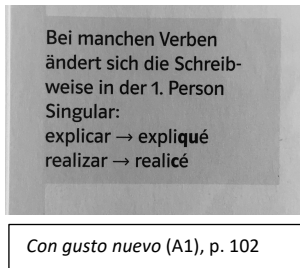 Bei manchen Verben
ändert sich die Schreib-
weise in der 1. Person
Singular:
explicar → expliqué
realizar → realicé
Con gusto nuevo (A1), p. 102